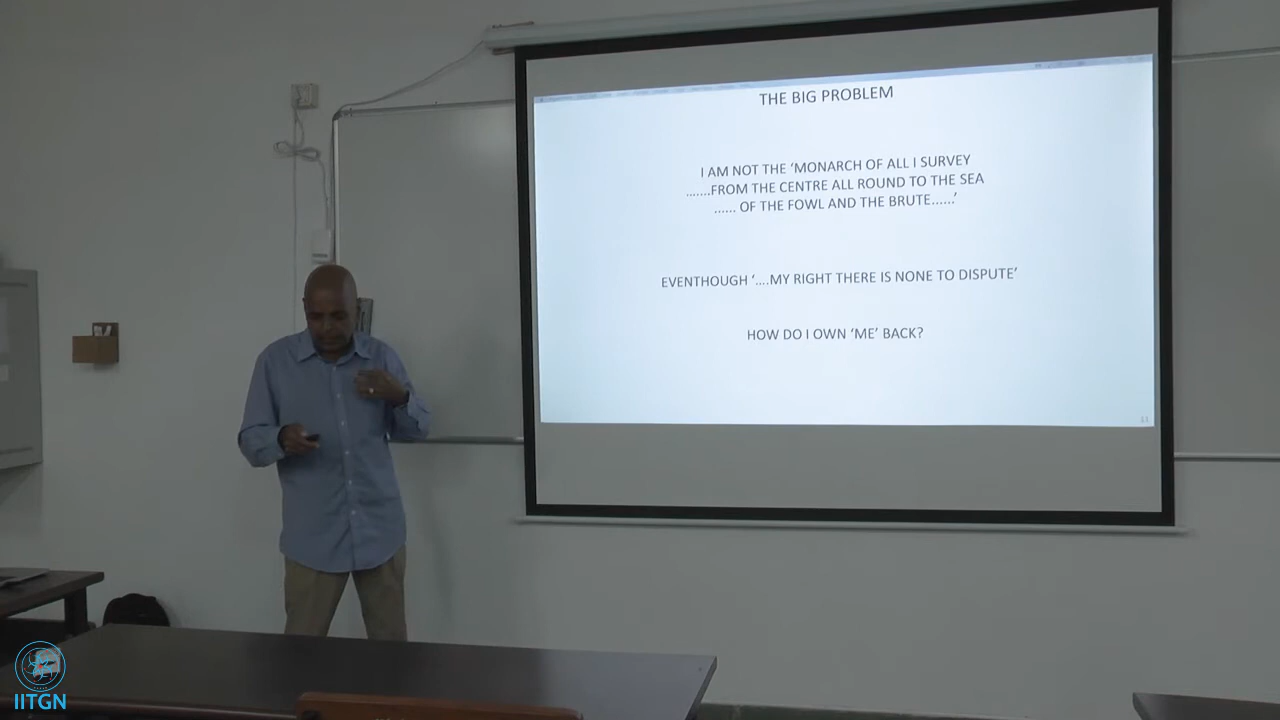 THE BIG PROBLEM
I AM NOT THE ‘MONARCH OF ALL I SURVEY
…….FROM THE CENTRE ALL ROUND TO THE SEA
…… OF THE FOWL AND THE BRUTE……’
EVENTHOUGH ‘….MY RIGHT THERE IS NONE TO DISPUTE’
HOW DO I OWN ‘ME’ BACK?
11
IITGN